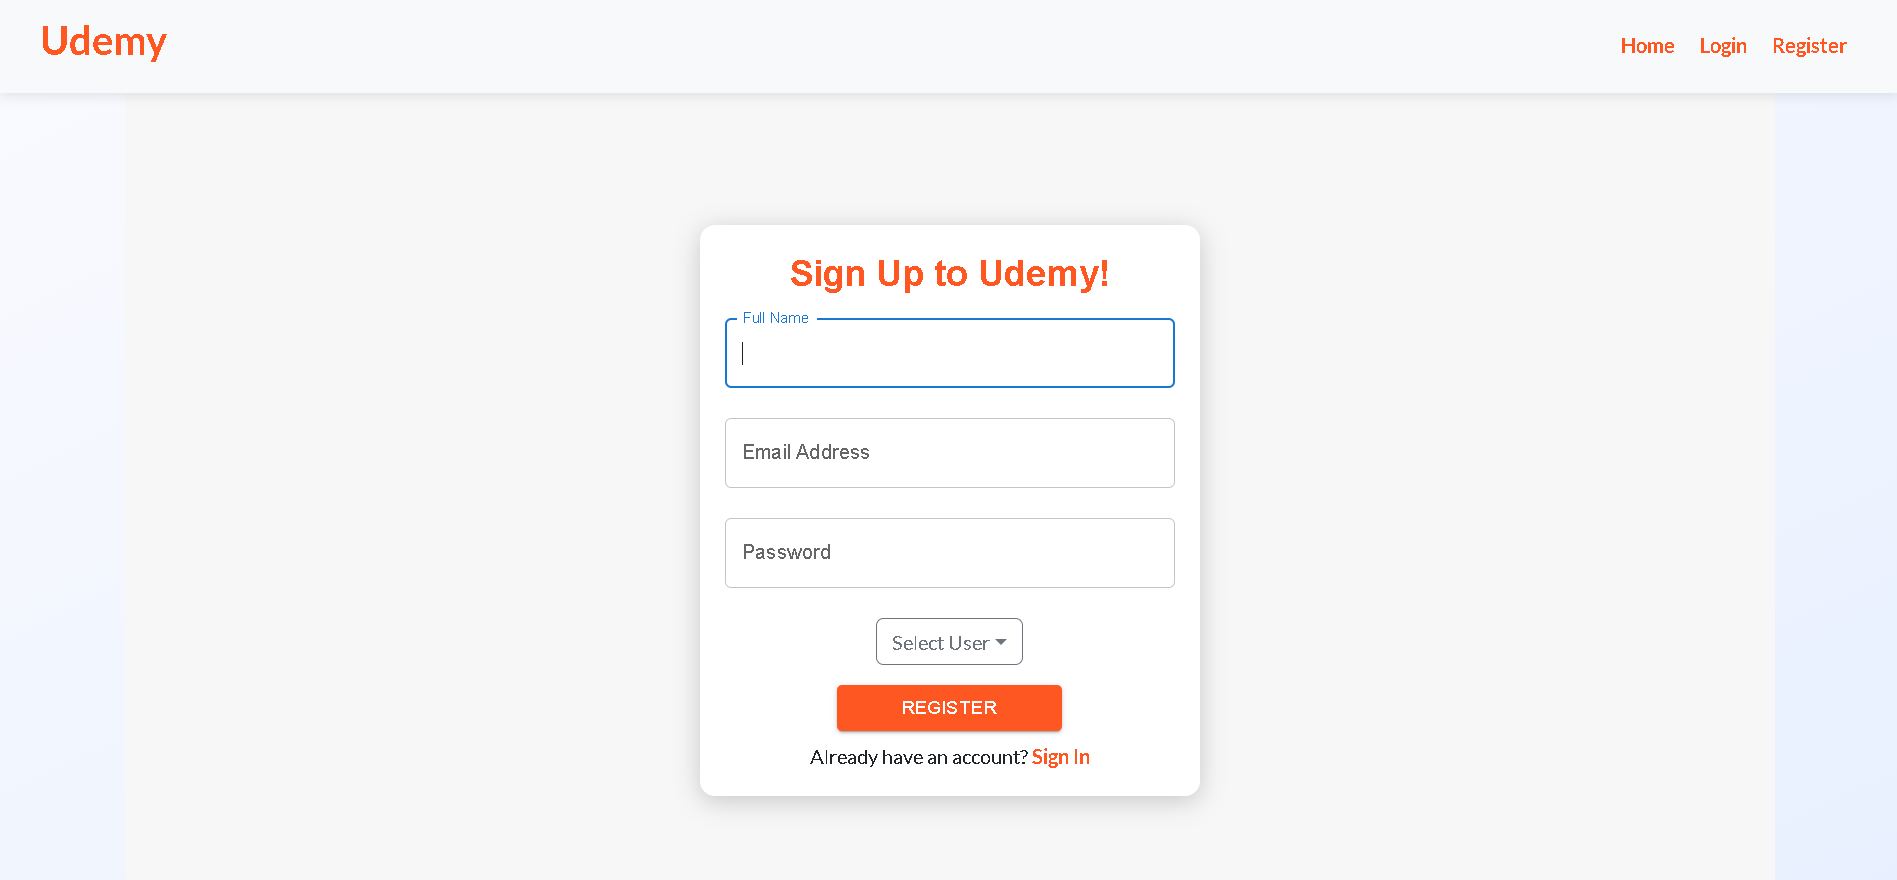 Udemy
Home Login Register
Sign Up to Udemy!
Full Name
Email Address
Password
Select User
REGISTER
Already have an account? Sign In